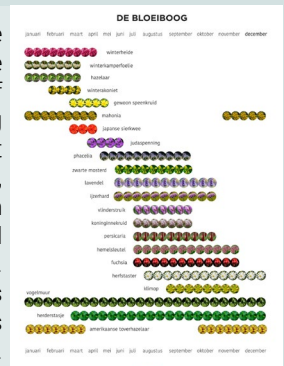 DE BLOEIBOOG
januari februari maart april mei juni juli augustus september oktober november december
winterheide
winterkamperfoelie
hazelaar
winterakoniet
gewoon speenkruid
mahonia
japanse sierkwee
judaspenning
phacelia
zwarte mosterd
lavendel
ijzerhard
vlinderstruik
koninginnekruid
persicaria
hemelsleutel
fuchsia
herfstaster
klimop
vogelmuur
herderstasje
amerikaanse toverhazelaar
januari februari maart april mei juni juli augustus september oktober november december